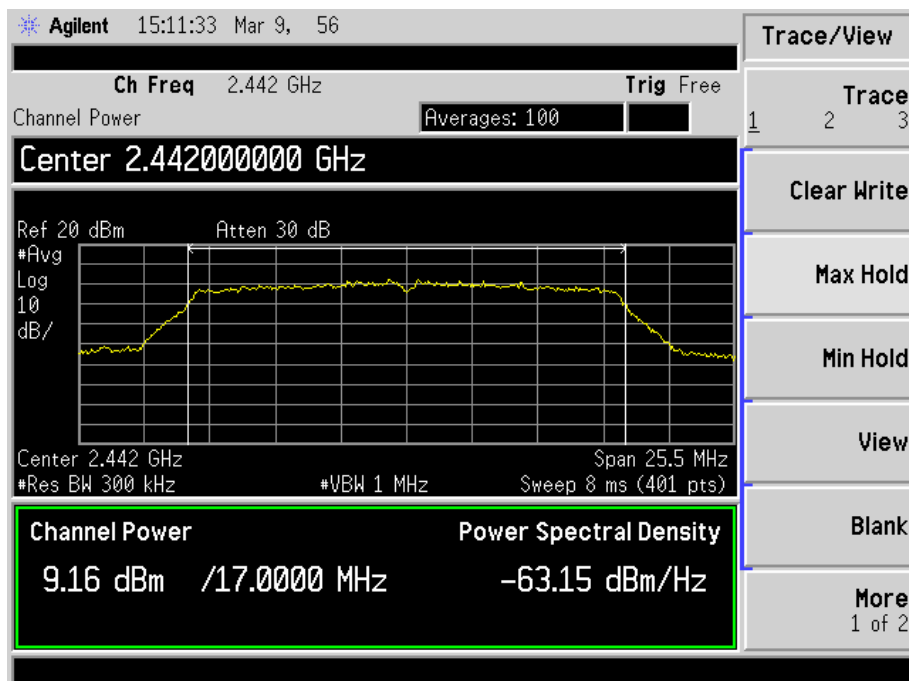 Agilent 15:11:33 Mar 9, 56
Trace/View
Ch Freq 2.442 GHz Trig Free
Channel Power Averages: 100
Center 2.442000000 GHz
Ref 20 dBm Atten 30 dB
#Avg
Log
10
dB/
Center 2.442 GHz Span 25.5 MHz
#Res BW 300 kHz #VBW 1 MHz Sweep 8 ms (401 pts)
Channel Power Power Spectral Density
9.16 dBm /17.0000 MHz -63.15 dBm/Hz
Trace
1 2 3
Clear Write
Max Hold
Min Hold
View
Blank
More
1 of 2